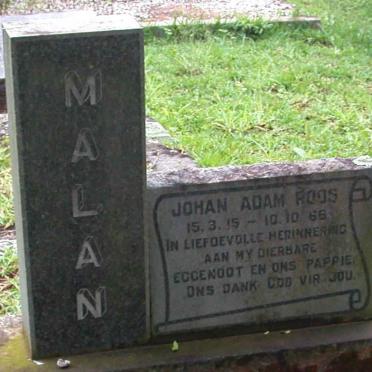 MALAN
JOHAN ADAM ROOS
15.3.15 - 10.10.66
IN LIEFDEVOLLE HERINNERING
AAN MY DIERBARE
EGGENOOT EN ONS PAPPIE.
ONS DANK GOD VIR JOU.